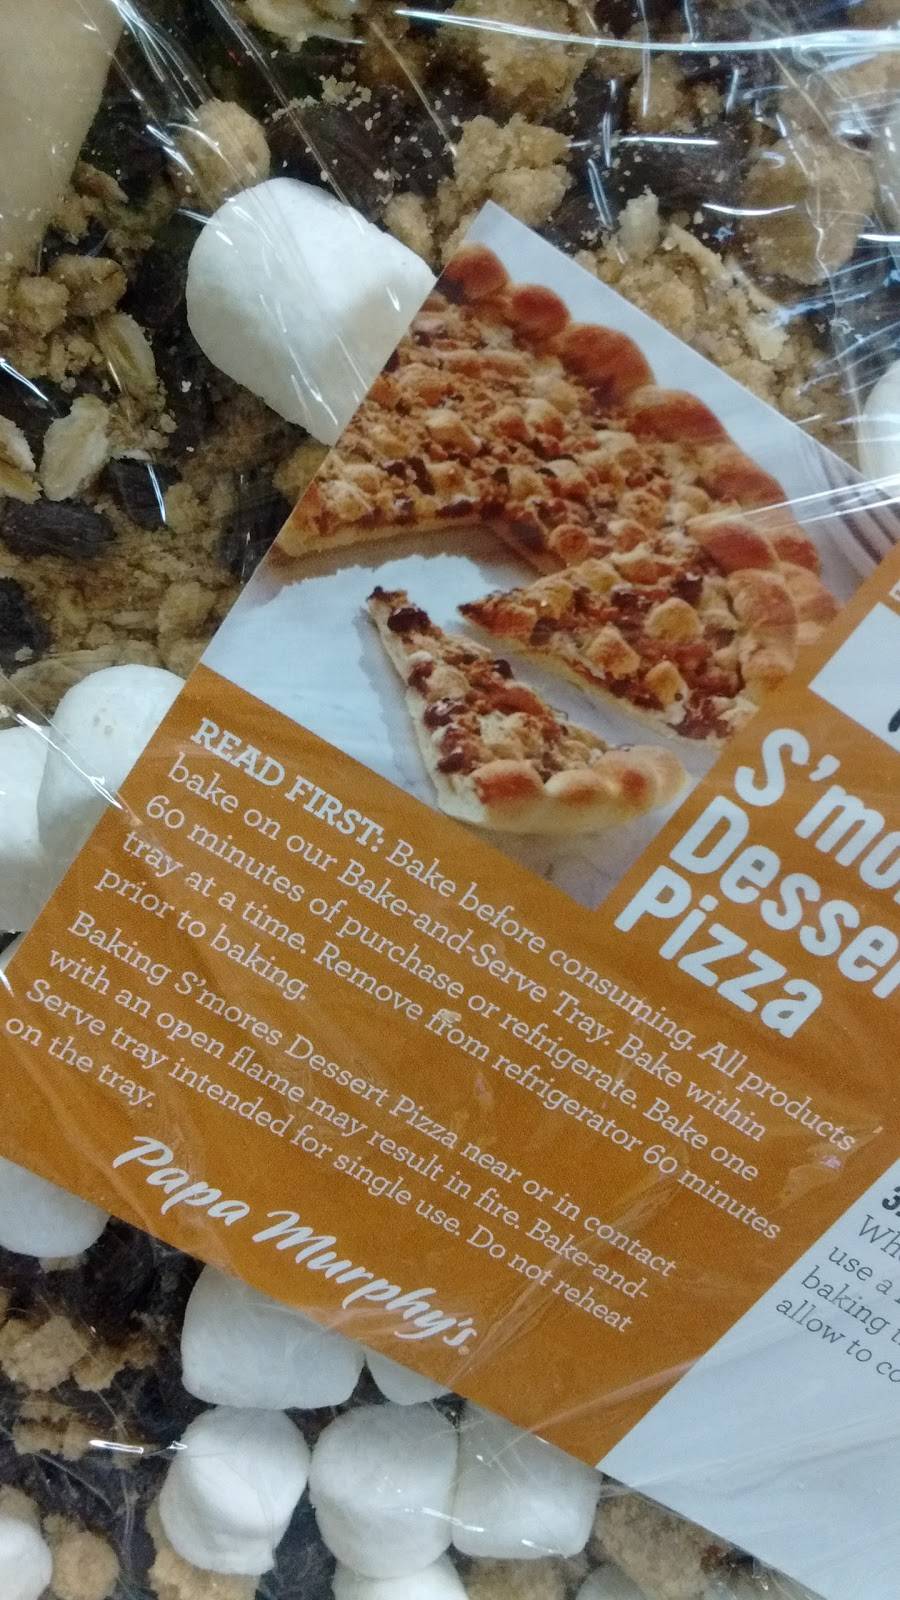 S'mo
Desser
Pizza
READ FIRST: Bake before consuming. All products
bake on our Bake-and-Serve Tray. Bake within
60 minutes of purchase or refrigerate. Bake one
tray at a time. Remove from refrigerator 60 minutes
prior to baking.
Baking S'mores Dessert Pizza near or in contact
with an open flame may result in fire. Bake-and-
Serve tray intended for single use. Do not reheat
on the tray.
Papa Murphy's®
Wh
use a
baking
allow to co